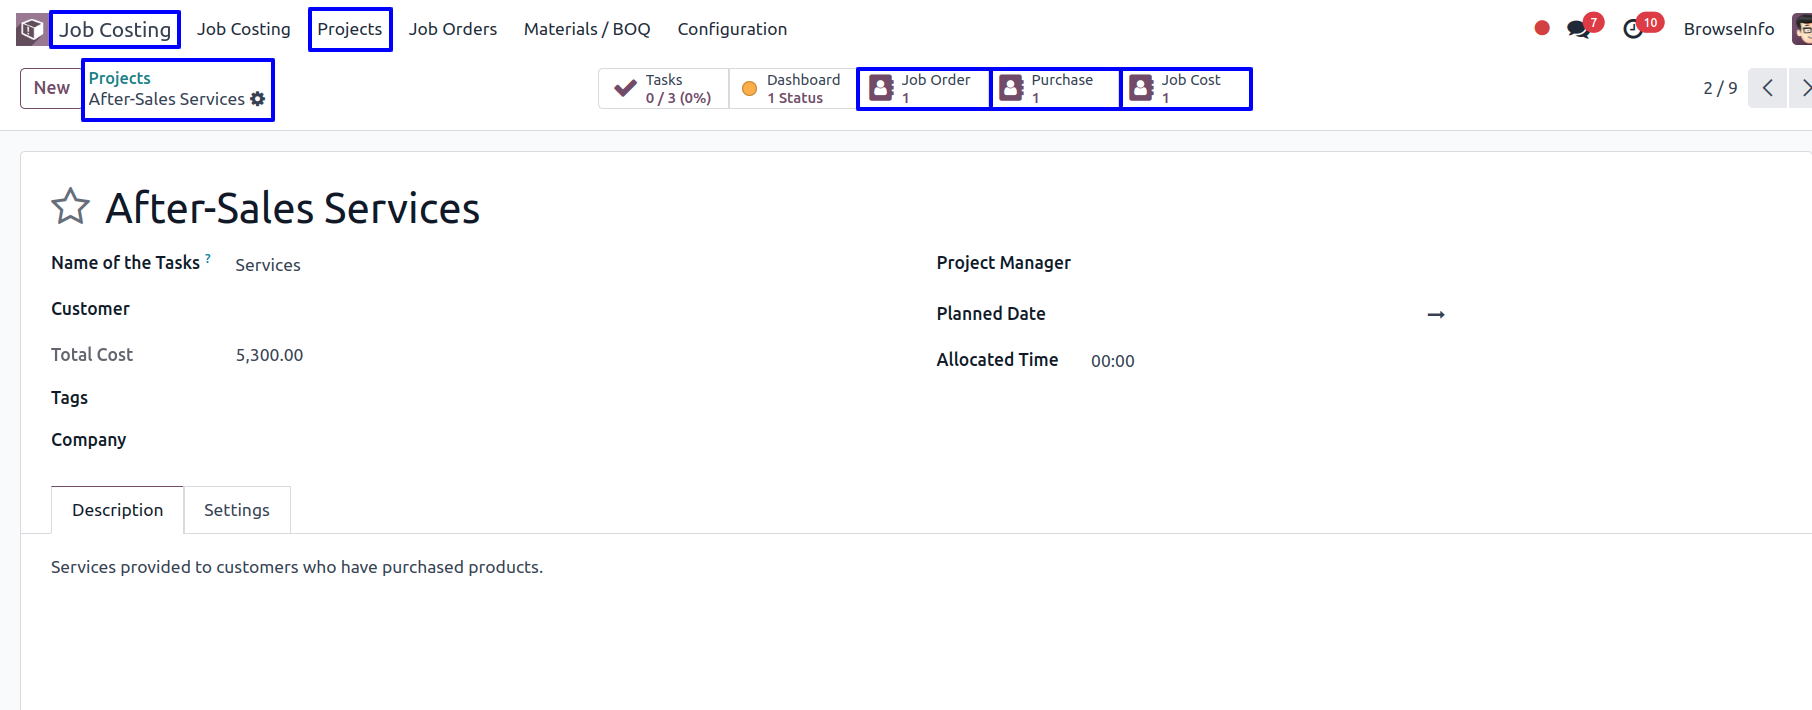 Job Costing Job Costing Projects Job Orders Materials / BOQ Configuration 7 10 BrowseInfo
New Projects
After-Sales Services
Tasks
0 / 3 (0%)
Dashboard
1 Status
Job Order
1
Purchase
1
Job Cost
1
2 / 9
After-Sales Services
Name of the Tasks ? Services
Project Manager
Customer
Planned Date
Total Cost 5,300.00
Allocated Time 00:00
Tags
Company
Description Settings
Services provided to customers who have purchased products.